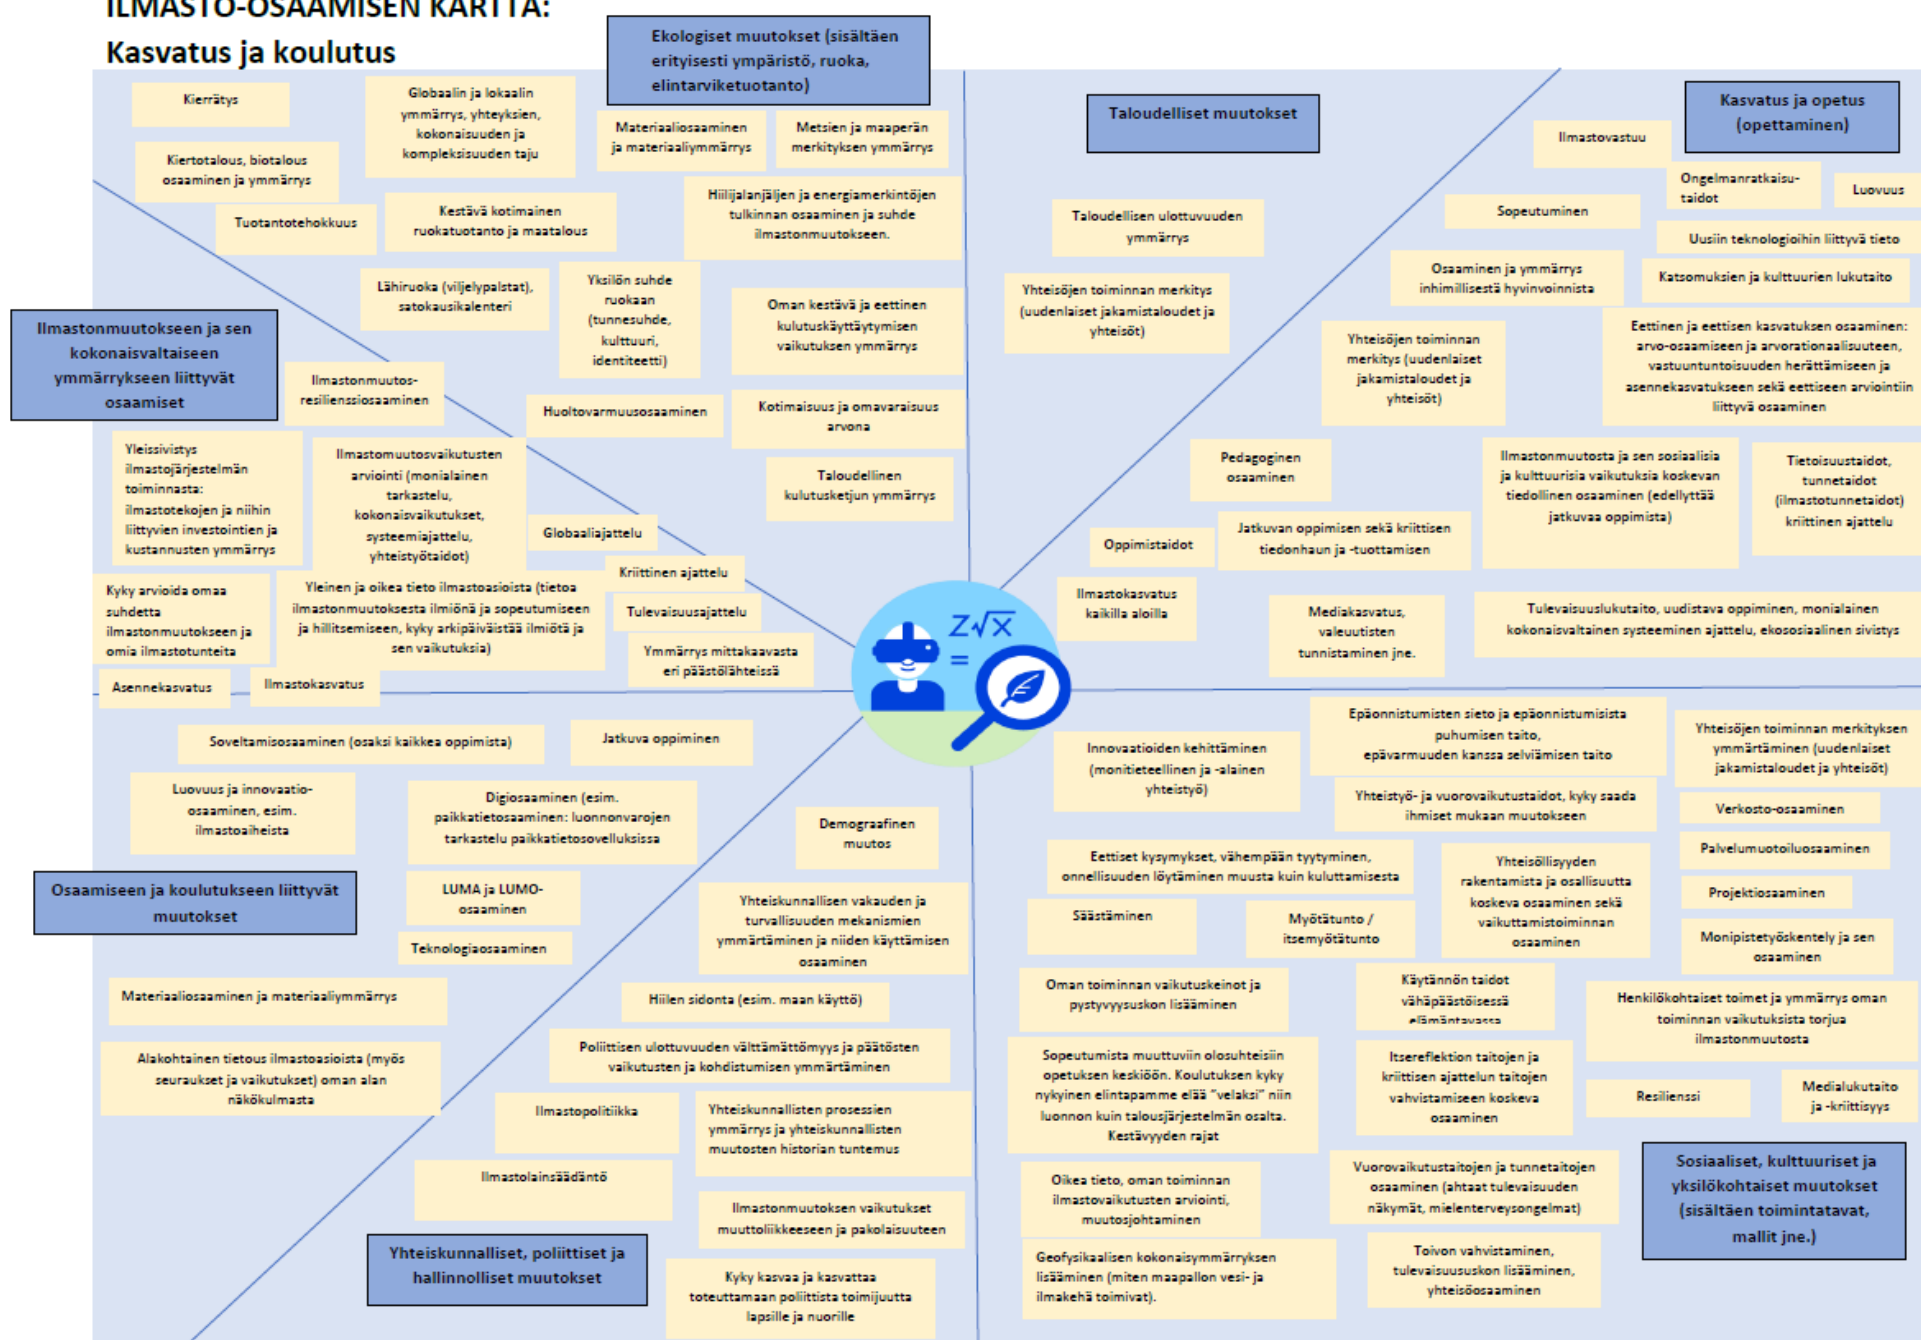 ILMASTO-OSAAMISEN KARTTA:
Kasvatus ja koulutus
Ekologiset muutokset (sisältäen
erityisesti ympäristö, ruoka,
elintarviketuotanto)
Kierrätys
Globaalin ja lokaalin
ymmärrys, yhteyksien,
kokonaisuuden ja
kompleksisuuden taju
Materiaaliosaaminen
ja materiaaliymmärrys
Metsien ja maaperän
merkityksen ymmärrys
Kiertotalous, biotalous
osaaminen ja ymmärrys
Tuotantotehokkuus
Kestävä kotimainen
ruokatuotanto ja maatalous
Hiilijalanjäljen ja energiamerkintöjen
tulkinnan osaaminen ja suhde
ilmastonmuutokseen.
Lähiruoka (viljelypalstat),
satokausikalenteri
Yksilön suhde
ruokaan
(tunnesuhde,
kulttuuri,
identiteetti)
Oman kestävä ja eettinen
kulutuskäyttäytymisen
vaikutuksen ymmärrys
Huoltovarmuusosaaminen
Kotimaisuus ja omavaraisuus
arvona
Taloudellinen
kulutusketjun ymmärrys
Taloudelliset muutokset
Taloudellisen ulottuvuuden
ymmärrys
Yhteisöjen toiminnan merkitys
(uudenlaiset jakamistaloudet ja
yhteisöt)
Kasvatus ja opetus
(opettaminen)
Ilmastovastuu
Ongelmanratkaisu-
taidot
Luovuus
Sopeutuminen
Uusiin teknologioihin liittyvä tieto
Osaaminen ja ymmärrys
inhimillisestä hyvinvoinnista
Katsomuksien ja kulttuurien lukutaito
Yhteisöjen toiminnan
merkitys (uudenlaiset
jakamistaloudet ja
yhteisöt)
Eettinen ja eettisen kasvatuksen osaaminen:
arvo-osaamiseen ja arvorationaalisuuteen,
vastuuntuntoisuuden herättämiseen ja
asennekasvatukseen sekä eettiseen arviointiin
liittyvä osaaminen
Pedagoginen
osaaminen
Ilmastonmuutosta ja sen sosiaalisia
ja kulttuurisia vaikutuksia koskevan
tiedollinen osaaminen (edellyttää
jatkuvaa oppimista)
Tietoisuustaidot,
tunnetaidot
(ilmastotunnetaidot)
kriittinen ajattelu
Oppimistaidot
Jatkuvan oppimisen sekä kriittisen
tiedonhaun ja -tuottamisen
Ilmastokasvatus
kaikilla aloilla
Mediakasvatus,
valeuutisten
tunnistaminen jne.
Tulevaisuuslukutaito, uudistava oppiminen, monialainen
kokonaisvaltainen systeeminen ajattelu, ekososiaalinen sivistys
Ilmastonmuutokseen ja sen
kokonaisvaltaiseen
ymmärrykseen liittyvät
osaamiset
Ilmastonmuutos-
resilienssiosaaminen
Yleissivistys
ilmastojärjestelmän
toiminnasta:
ilmastotekojen ja niihin
liittyvien investointien ja
kustannusten ymmärrys
Ilmastomuutosvaikutusten
arviointi (monialainen
tarkastelu,
kokonaisvaikutukset,
systeemiajattelu,
yhteistyötaidot)
Globaaliajattelu
Kriittinen ajattelu
Kyky arvioida omaa
suhdetta
ilmastonmuutokseen ja
omia ilmastotunteita
Yleinen ja oikea tieto ilmastoasioista (tietoa
ilmastonmuutoksesta ilmiönä ja sopeutumiseen
ja hillitsemiseen, kyky arkipäiväistää ilmiötä ja
sen vaikutuksia)
Tulevaisuusajattelu
Ymmärrys mittakaavasta
eri päästölähteissä
Asennekasvatus
Ilmastokasvatus
Z√x
=
Soveltamisosaaminen (osaksi kaikkea oppimista)
Jatkuva oppiminen
Luovuus ja innovaatio-
osaaminen, esim.
ilmastoaiheista
Digiosaaminen (esim.
paikkatietosaaminen: luonnonvarojen
tarkastelu paikkatietosovelluksissa
Osaamiseen ja koulutukseen liittyvät
muutokset
LUMA ja LUMO-
osaaminen
Teknologiaosaaminen
Materiaaliosaaminen ja materiaaliymmärrys
Alakohtainen tietous ilmastoasioista (myös
seuraukset ja vaikutukset) oman alan
näkökulmasta
Demograafinen
muutos
Yhteiskunnallisen vakauden ja
turvallisuuden mekanismien
ymmärtäminen ja niiden käyttämisen
osaaminen
Hiilen sidonta (esim. maan käyttö)
Poliittisen ulottuvuuden välttämättömyys ja päätösten
vaikutusten ja kohdistumisen ymmärtäminen
Ilmastopolitiikka
Yhteiskunnallisten prosessien
ymmärrys ja yhteiskunnallisten
muutosten historian tuntemus
Ilmastolainsäädäntö
Ilmastonmuutoksen vaikutukset
muuttoliikkeeseen ja pakolaisuuteen
Yhteiskunnalliset, poliittiset ja
hallinnolliset muutokset
Kyky kasvaa ja kasvattaa
toteuttamaan poliittista toimijuutta
lapsille ja nuorille
Innovaatioiden kehittäminen
(monitieteellinen ja -alainen
yhteistyö)
Epäonnistumisten sieto ja epäonnistumisista
puhumisen taito,
epävarmuuden kanssa selviämisen taito
Yhteisöjen toiminnan merkityksen
ymmärtäminen (uudenlaiset
jakamistaloudet ja yhteisöt)
Yhteistyö- ja vuorovaikutustaidot, kyky saada
ihmiset mukaan muutokseen
Verkosto-osaaminen
Eettiset kysymykset, vähempään tyytyminen,
onnellisuuden löytäminen muusta kuin kuluttamisesta
Yhteisöllisyyden
rakentamista ja osallisuutta
koskeva osaaminen sekä
vaikuttamistoiminnan
osaaminen
Palvelumuotoiluosaaminen
Projektiosaaminen
Säästäminen
Myötätunto /
itsemyötätunto
Monipistetyöskentely ja sen
osaaminen
Oman toiminnan vaikutuskeinot ja
pystyvyysuskon lisääminen
Käytännön taidot
vähäpäästöisessä
elämäntavassa
Henkilökohtaiset toimet ja ymmärrys oman
toiminnan vaikutuksista torjua
ilmastonmuutosta
Sopeutumista muuttuviin olosuhteisiin
opetuksen keskiöön. Koulutuksen kyky
nykyinen elintapamme elää "velaksi" niin
luonnon kuin talousjärjestelmän osalta.
Kestävyyden rajat
Itsereflektion taitojen ja
kriittisen ajattelun taitojen
vahvistamiseen koskeva
osaaminen
Resilienssi
Medialukutaito
ja -kriittisyys
Oikea tieto, oman toiminnan
ilmastovaikutusten arviointi,
muutosjohtaminen
Vuorovaikutustaitojen ja tunnetaitojen
osaaminen (ahtaat tulevaisuuden
näkymät, mielenterveysongelmat)
Sosiaaliset, kulttuuriset ja
yksilökohtaiset muutokset
(sisältäen toimintatavat,
mallit jne.)
Geofysikaalisen kokonaisymmärryksen
lisääminen (miten maapallon vesi- ja
ilmakehä toimivat).
Toivon vahvistaminen,
tulevaisuususkon lisääminen,
yhteisöosaaminen